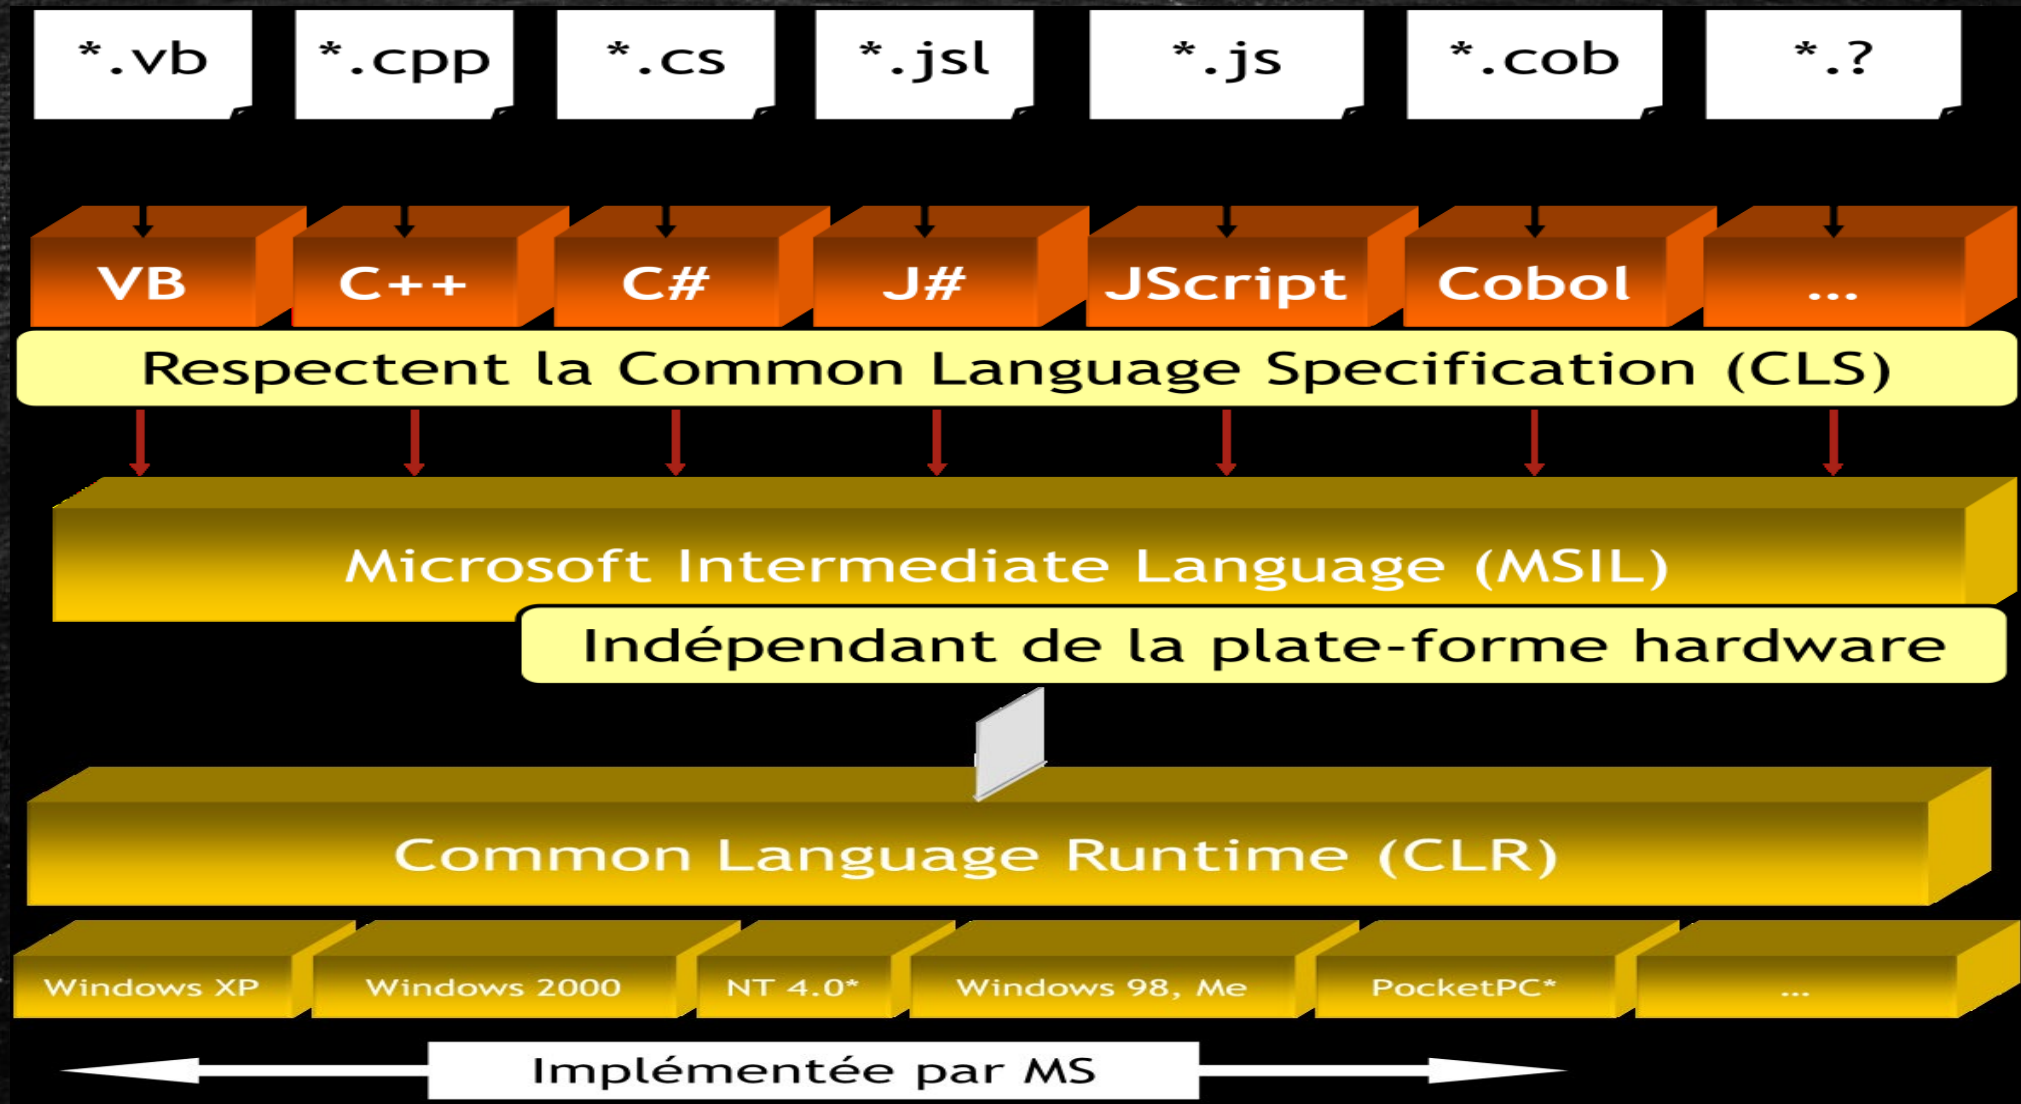 *.vb *.cpp *.cs *.jsl *.js *.cob *.?
VB C++ C# J# JScript Cobol ...
Respectent la Common Language Specification (CLS)
Microsoft Intermediate Language (MSIL)
Indépendant de la plate-forme hardware
Common Language Runtime (CLR)
Windows XP Windows 2000 NT 4.0* Windows 98, Me PocketPC* ...
Implémentée par MS